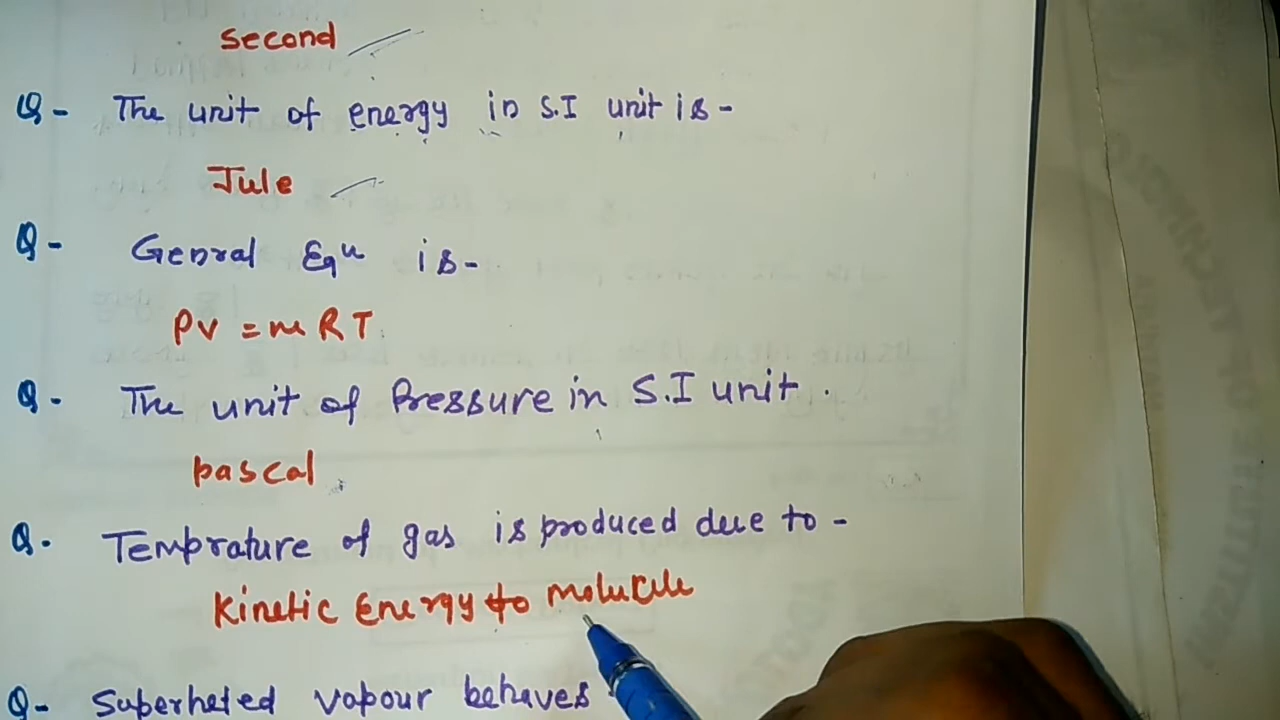 Second
Q- The unit of energy in S.I unit is-
Jule
Q- Genral Equ is-
PV = mRT
Q- The unit of Pressure in S.I unit.
pascal
Q. Temprature of gas is produced due to-
Kinetic Energy to Molucule
Q- Superheted vapour behaves